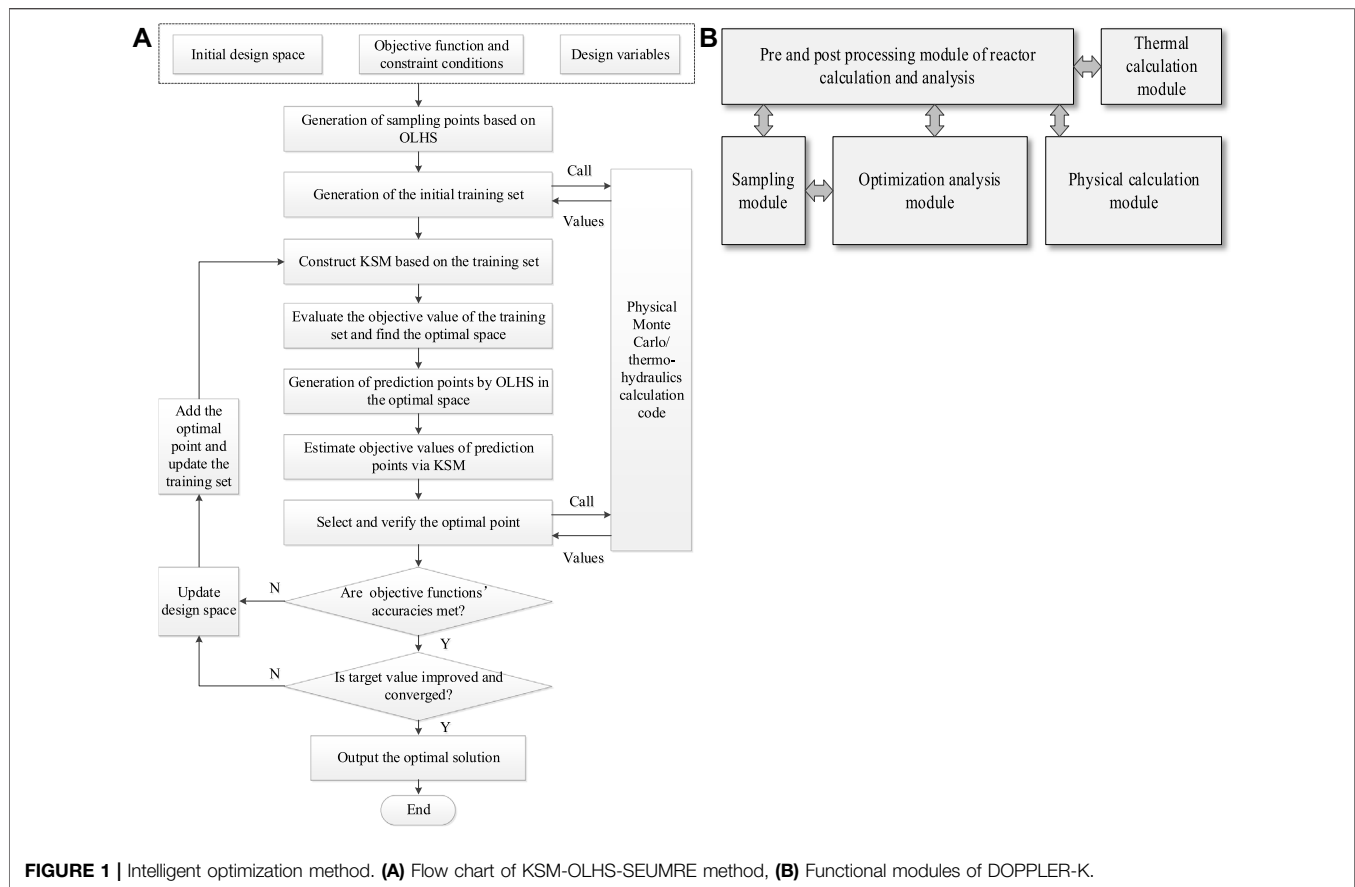 A
Initial design space
Objective function and
constraint conditions
Design variables
Generation of sampling points based on
OLHS
Generation of the initial training set
Call
Values
Construct KSM based on the training set
Evaluate the objective value of the training
set and find the optimal space
Generation of prediction points by OLHS in
the optimal space
Estimate objective values of prediction
points via KSM
Select and verify the optimal point
Call
Values
Physical
Monte
Carlo/
thermo-
hydraulics
calculation
code
Add the
optimal
point and
update the
training set
Update
design space
N
Are objective functions’
accuracies met?
Y
N
Is target value improved and
converged?
Y
Output the optimal solution
End
B
Pre and post processing module of reactor
calculation and analysis
Thermal
calculation
module
Sampling
module
Optimization analysis
module
Physical calculation
module
FIGURE 1 | Intelligent optimization method. (A) Flow chart of KSM-OLHS-SEUMRE method, (B) Functional modules of DOPPLER-K.